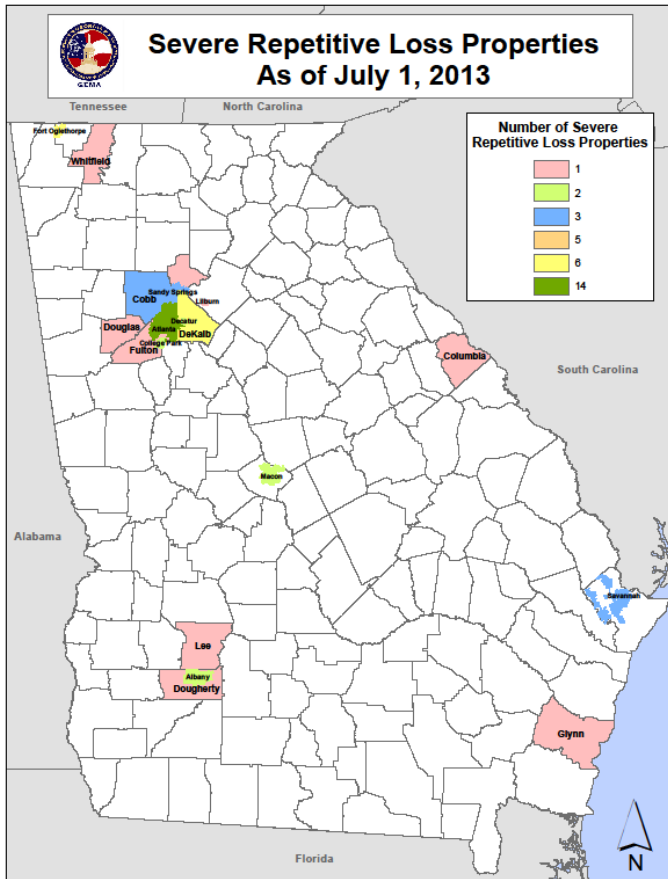 GEMA
Severe Repetitive Loss Properties
As of July 1, 2013
Tennessee
North Carolina
Number of Severe
Repetitive Loss Properties
1
2
3
5
6
14
Fort Oglethorpe
Whitfield
Sandy Springs
Cobb
Lilburn
Decatur
Douglas
Atlanta
DeKalb
College Park
Fulton
Columbia
South Carolina
Macon
Alabama
Savannah
Lee
Albany
Dougherty
Glynn
Florida
N